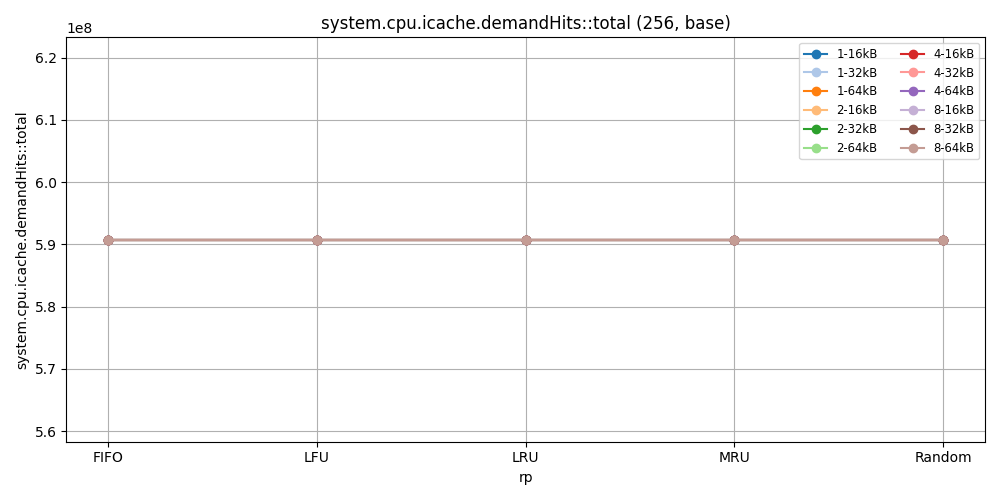 system.cpu.icache.demandHits::total (256, base)
1e8
6.2
6.1
6.0
5.9
5.8
5.7
5.6
system.cpu.icache.demandHits::total
1-16kB
1-32kB
1-64kB
2-16kB
2-32kB
2-64kB
4-16kB
4-32kB
4-64kB
8-16kB
8-32kB
8-64kB
FIFO
LFU
LRU
MRU
Random
rp